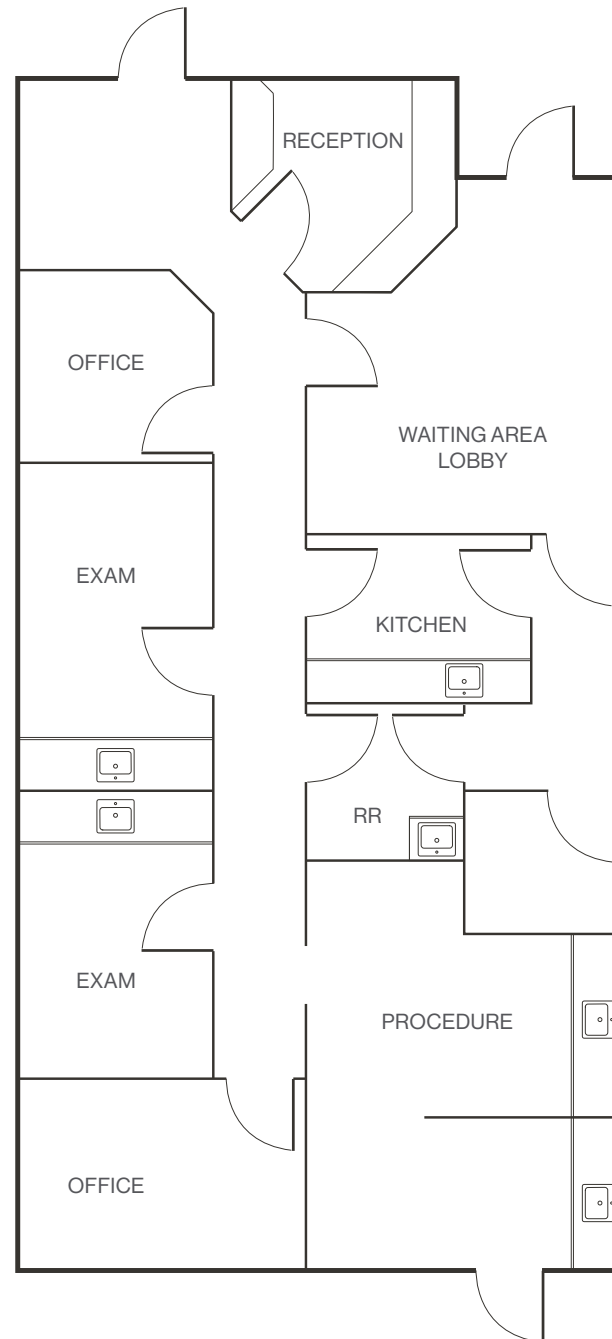 RECEPTION
OFFICE
WAITING AREA
LOBBY
EXAM
KITCHEN
RR
EXAM
PROCEDURE
OFFICE